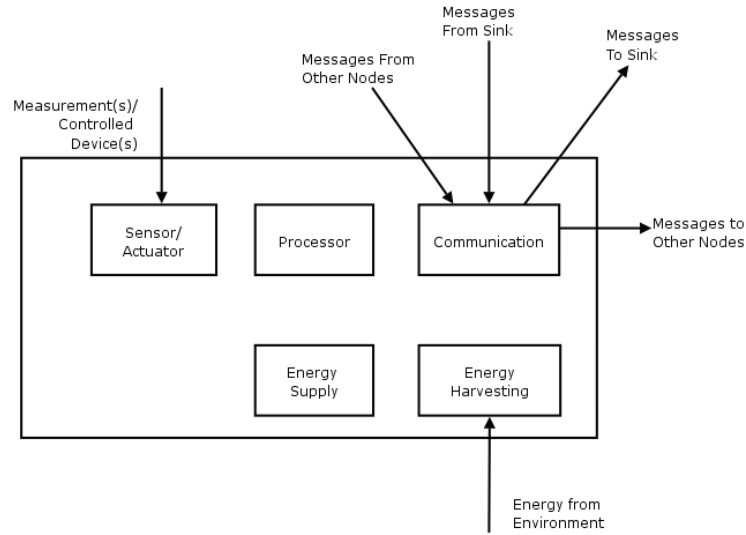 Messages
From Sink
Messages
To Sink
Messages From
Other Nodes
Measurement(s)/
Controlled
Device(s)
Sensor/
Actuator
Processor
Communication
Messages to
Other Nodes
Energy
Supply
Energy
Harvesting
Energy from
Environment